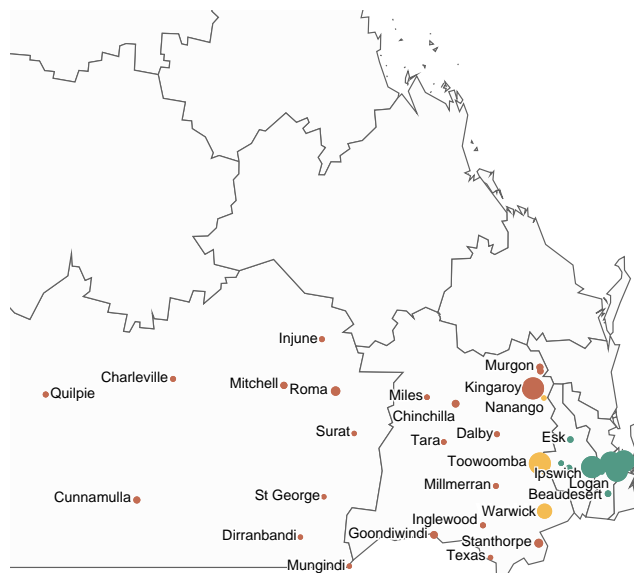 Injune
Murgon
Charleville
Mitchell
Roma
Kingaroy
Quilpie
Miles
Nanango
Chinchilla
Surat
Dalby
Esk
Tara
Toowoomba
Ipswich
Logan
Millmerran
Beaudesert
Cunnamulla
St George
Warwick
Inglewood
Dirranbandi
Goondiwindi
Stanthorpe
Texas
Mungindi